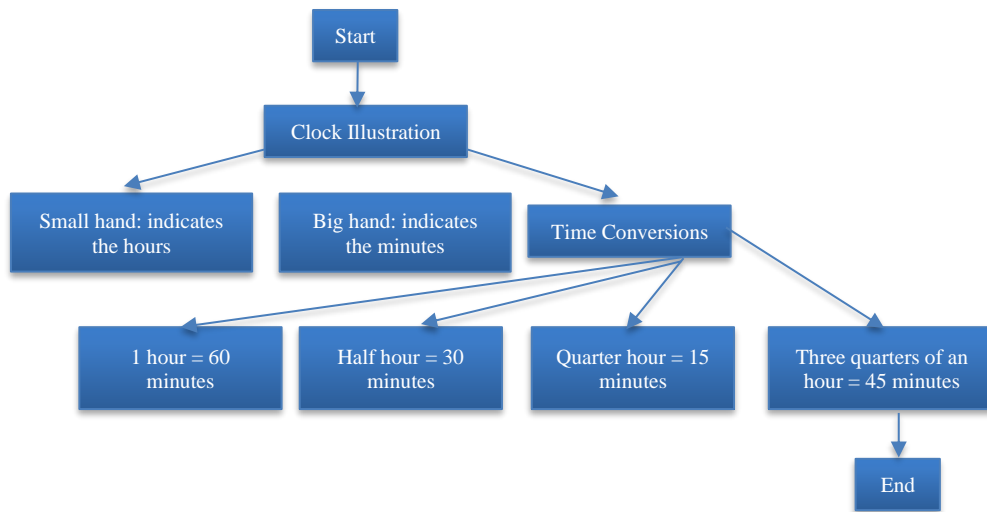 Start
Clock Illustration
Small hand: indicates
the hours
Big hand: indicates
the minutes
Time Conversions
1 hour = 60
minutes
Half hour = 30
minutes
Quarter hour = 15
minutes
Three quarters of an
hour = 45 minutes
End